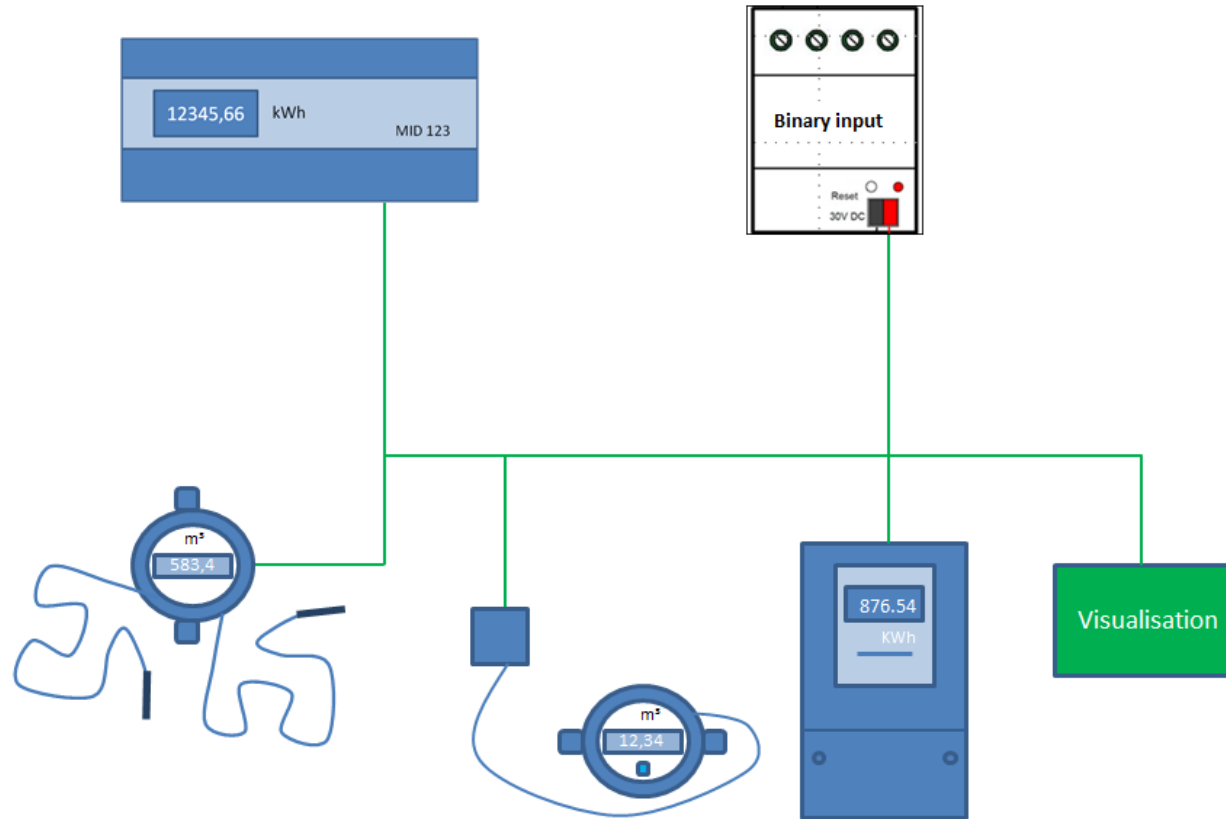 12345,66 kWh
MID 123
Binary input
Reset
30V DC
m³
583,4
m³
12,34
876.54
KWh
Visualisation